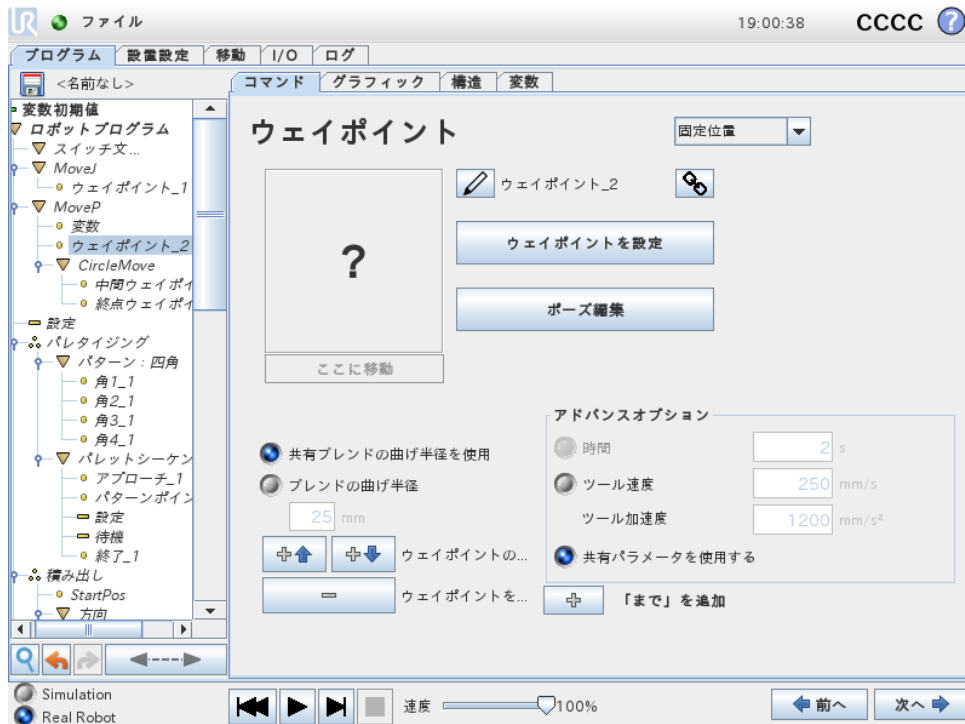 UR ファイル 19:00:38 CCCC ?
プログラム 設置設定 移動 I/O ログ
<名前なし>
コマンド グラフィック 構造 変数
変数初期値
ロボットプログラム
スイッチ文...
MoveJ
ウェイポイント_1
MoveP
変数
ウェイポイント_2
CircleMove
中間ウェイポイ
終点ウェイポイ
設定
パレタイジング
パターン：四角
角1_1
角2_1
角3_1
角4_1
パレットシーケン
アプローチ_1
パターンポイン
設定
待機
終了_1
積み出し
StartPos
方向
ウェイポイント
固定位置
?
ウェイポイント_2
ウェイポイントを設定
ポーズ編集
ここに移動
共有ブレンドの曲げ半径を使用
ブレンドの曲げ半径
25 mm
ウェイポイントの...
ウェイポイントを...
アドバンスオプション
時間 2 s
ツール速度 250 mm/s
ツール加速度 1200 mm/s²
共有パラメータを使用する
「まで」を追加
Simulation
Real Robot
速度 100%
前へ 次へ